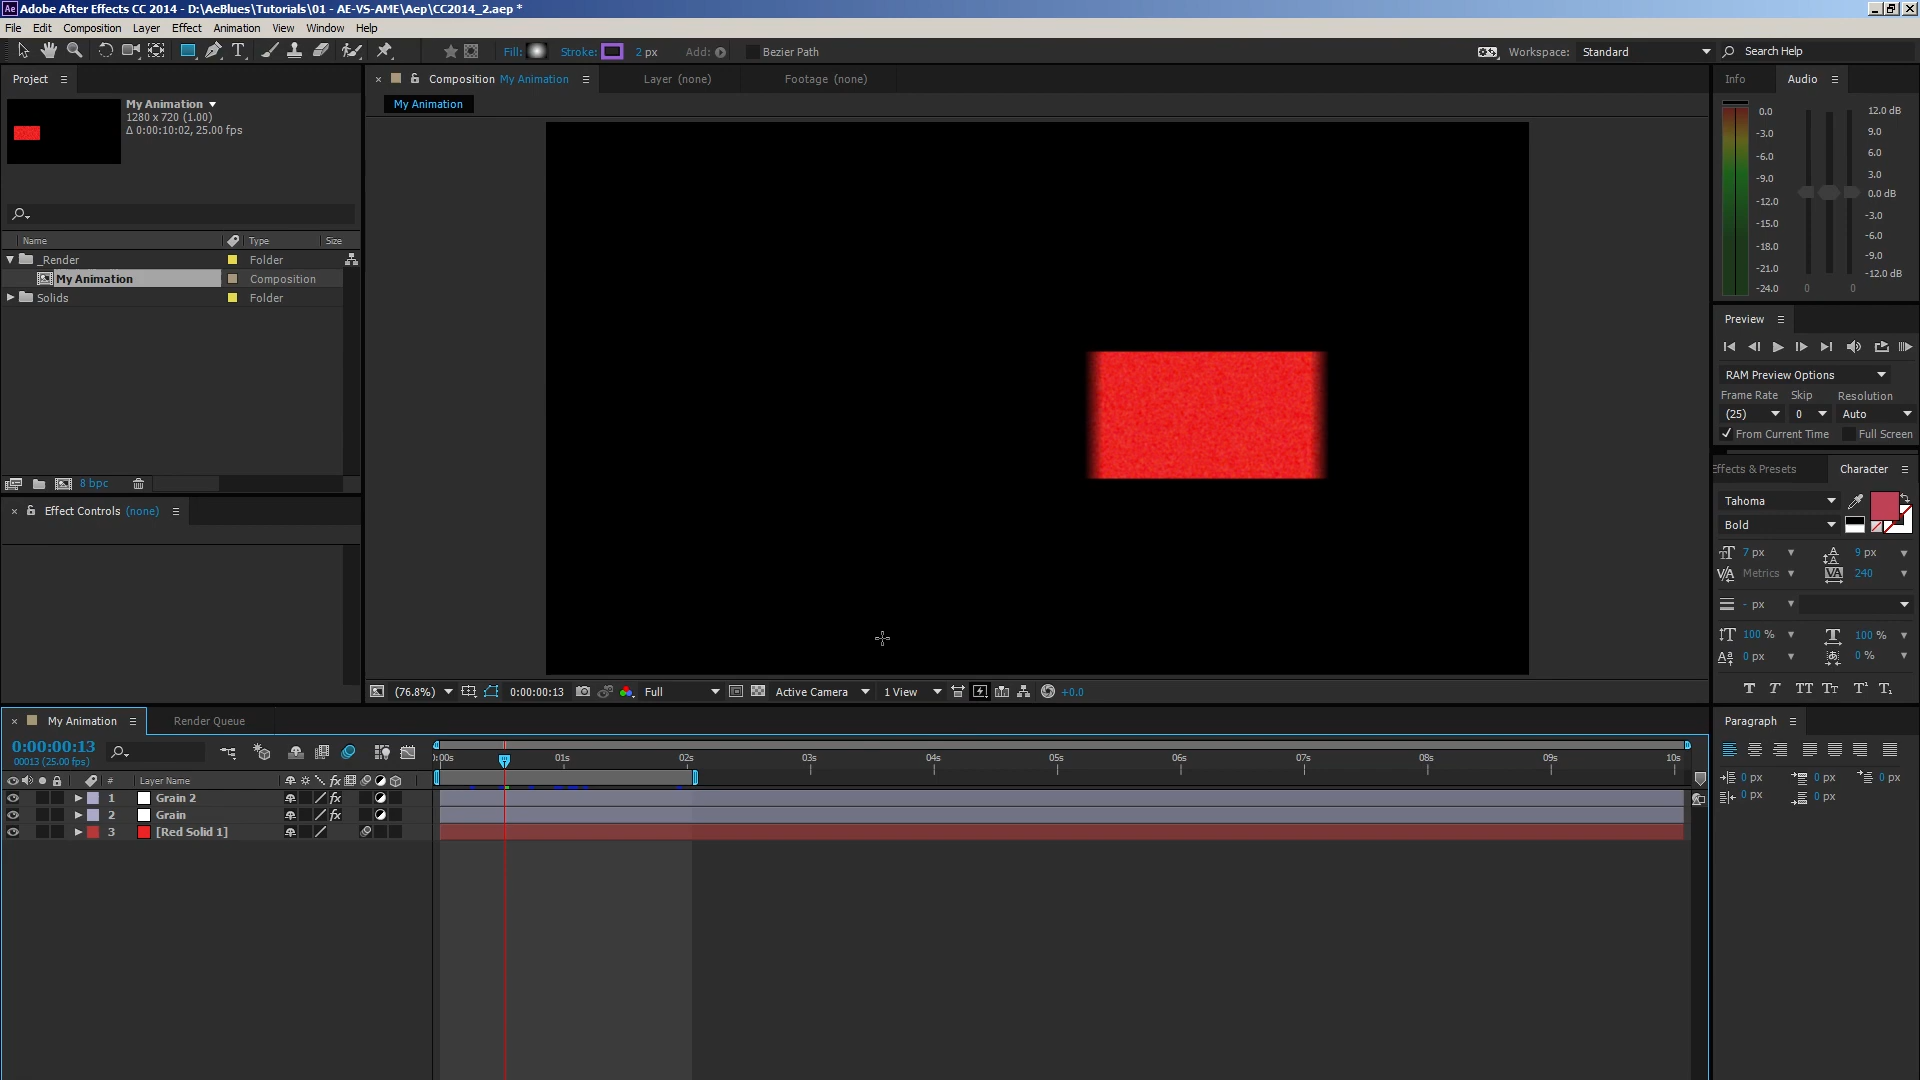 Adobe After Effects CC 2014 - D:\AeBlues\Tutorials\01 - AE-VS-AME\Aep\CC2014_2.aep *
File Edit Composition Layer Effect Animation View Window Help
Fill: Stroke: 2 px Add: Bezier Path Workspace: Standard Search Help
Project
My Animation
1280 x 720 (1.00)
Δ 0:00:10:02, 25.00 fps
Name Type Size
_Render Folder
My Animation Composition
Solids Folder
8 bpc
Effect Controls (none)
Composition My Animation Layer (none) Footage (none)
My Animation
(76.8%) 0:00:00:13 Full Active Camera 1 View +0.0
Info Audio
0.0
-3.0
-6.0
-9.0
-12.0
-15.0
-18.0
-21.0
-24.0
12.0 dB
9.0
6.0
3.0
0.0 dB
-3.0
-6.0
-9.0
-12.0 dB
0 0
Preview
RAM Preview Options
Frame Rate Skip Resolution
(25) 0 Auto
From Current Time Full Screen
Effects & Presets Character
Tahoma
Bold
7 px 9 px
Metrics 240
- px
100 % 100 %
0 px 0 %
Paragraph
0 px 0 px 0 px
0 px 0 px
My Animation Render Queue
0:00:00:13
00013 (25.00 fps)
# Layer Name
1 Grain 2
2 Grain
3 [Red Solid 1]
):00s 01s 02s 03s 04s 05s 06s 07s 08s 09s 10s